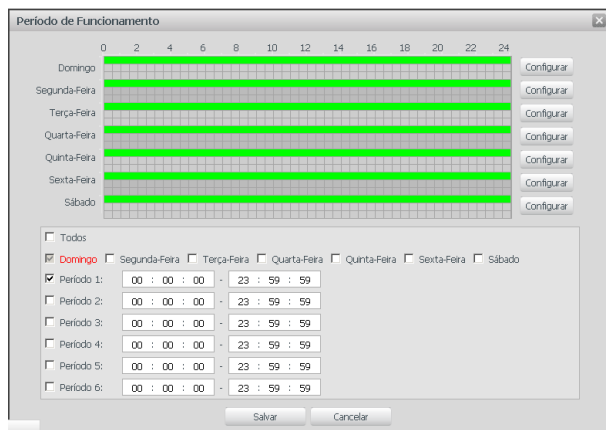 Período de Funcionamento
0 2 4 6 8 10 12 14 16 18 20 22 24
Domingo Configurar
Segunda-Feira Configurar
Terça-Feira Configurar
Quarta-Feira Configurar
Quinta-Feira Configurar
Sexta-Feira Configurar
Sábado Configurar
Todos
Domingo Segunda-Feira Terça-Feira Quarta-Feira Quinta-Feira Sexta-Feira Sábado
Período 1: 00 : 00 : 00 - 23 : 59 : 59
Período 2: 00 : 00 : 00 - 23 : 59 : 59
Período 3: 00 : 00 : 00 - 23 : 59 : 59
Período 4: 00 : 00 : 00 - 23 : 59 : 59
Período 5: 00 : 00 : 00 - 23 : 59 : 59
Período 6: 00 : 00 : 00 - 23 : 59 : 59
Salvar Cancelar